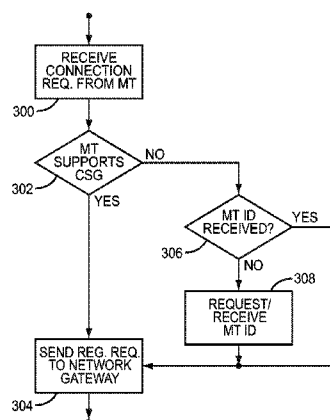 RECEIVE
CONNECTION
REQ. FROM MT
300
MT
SUPPORTS
CSG
NO
302
YES
MT ID
RECEIVED?
YES
306
NO
308
REQUEST/
RECEIVE
MT ID
SEND REG. REQ.
TO NETWORK
GATEWAY
304